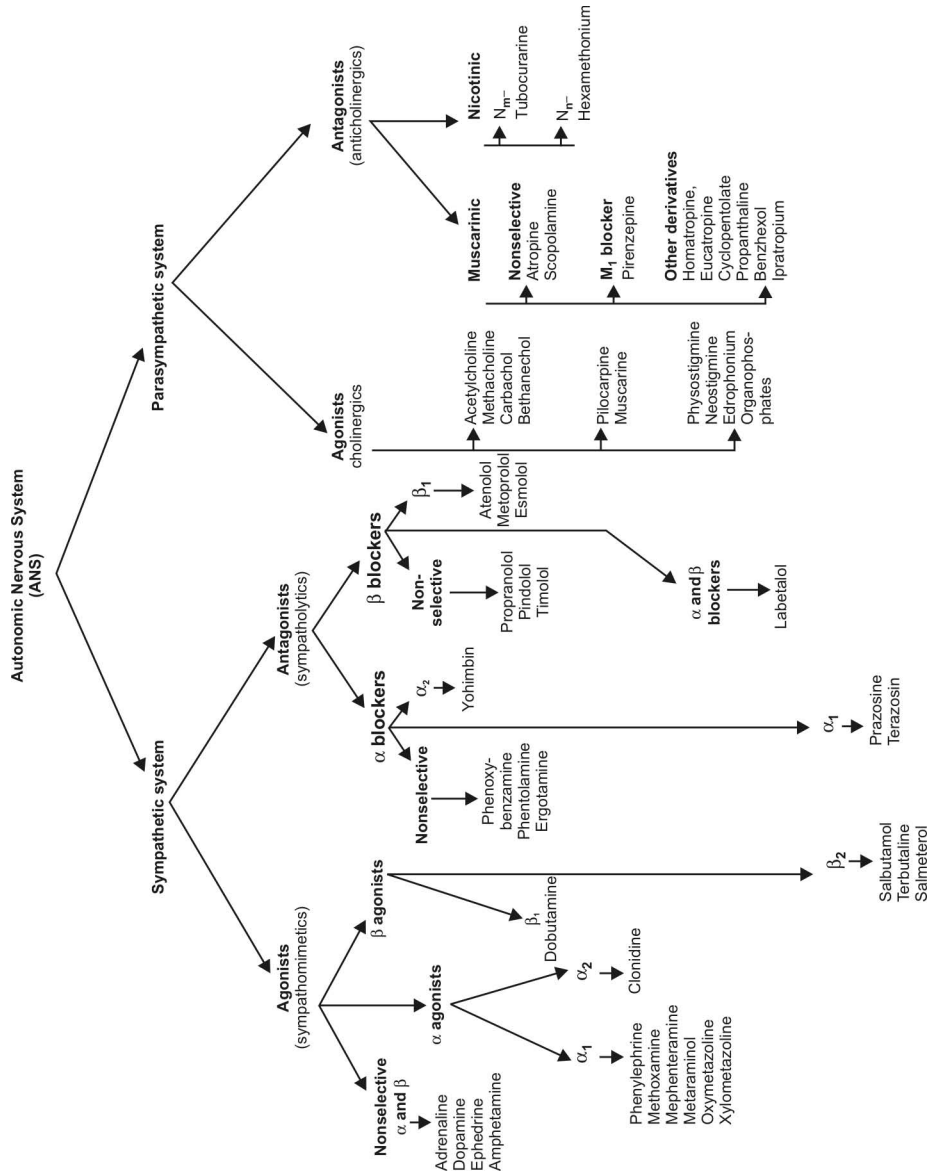 Autonomic Nervous System
(ANS)
Sympathetic system
Parasympathetic system
Agonists
(sympathomimetics)
Antagonists
(sympatholytics)
Agonists
cholinergics
Antagonists
(anticholinergics)
Nonselective
α and β
Adrenaline
Dopamine
Ephedrine
Amphetamine
α agonists
α1
Phenylephrine
Methoxamine
Mephenteramine
Metaraminol
Oxymetazoline
Xylometazoline
α2
Clonidine
β agonists
β1
Dobutamine
β2
Salbutamol
Terbutaline
Salmeterol
α blockers
Nonselective
Phenoxy-
benzamine
Phentolamine
Ergotamine
α2
Yohimbin
α1
Prazosine
Terazosin
β blockers
Non-
selective
Propranolol
Pindolol
Timolol
β1
Atenolol
Metoprolol
Esmolol
α and β
blockers
Labetalol
Acetylcholine
Methacholine
Carbachol
Bethanechol
Pilocarpine
Muscarine
Physostigmine
Neostigmine
Edrophonium
Organophos-
phates
Muscarinic
Nonselective
Atropine
Scopolamine
M1 blocker
Pirenzepine
Other derivatives
Homatropine,
Eucatropine
Cyclopentolate
Propanthaline
Benzhexol
Ipratropium
Nicotinic
Nm–
Tubocurarine
Nn–
Hexamethonium